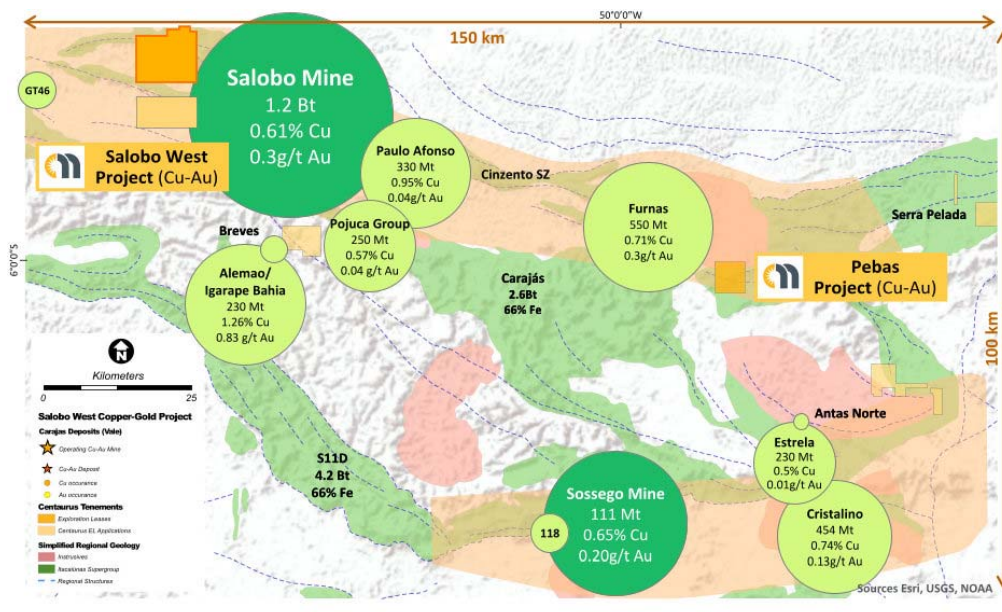 50°0'0"W
150 km
GT46
Salobo Mine
1.2 Bt
0.61% Cu
0.3g/t Au
Salobo West
Project (Cu-Au)
Paulo Afonso
330 Mt
0.95% Cu
0.04g/t Au
Cinzento SZ
Furnas
550 Mt
0.71% Cu
0.3g/t Au
Serra Pelada
Breves
Pojuca Group
250 Mt
0.57% Cu
0.04 g/t Au
6°0'0"S
Alemao/
Igarape Bahia
230 Mt
1.26% Cu
0.83 g/t Au
Carajás
2.6Bt
66% Fe
Pebas
Project (Cu-Au)
100 km
N
Kilometers
0 25
Salobo West Copper-Gold Project
Carajas Deposits (Vale)
Operating Cu-Au Mine
Cu-Au Deposit
Cu occurance
Au occurance
Centaurus Tenements
Exploration Leases
Centaurus EL Applications
Simplified Regional Geology
Instrusives
Itacaiunas Supergroup
Regional Structures
S11D
4.2 Bt
66% Fe
Antas Norte
Estrela
230 Mt
0.5% Cu
0.01g/t Au
Sossego Mine
111 Mt
0.65% Cu
0.20g/t Au
118
Cristalino
454 Mt
0.74% Cu
0.13g/t Au
Sources Esri, USGS, NOAA